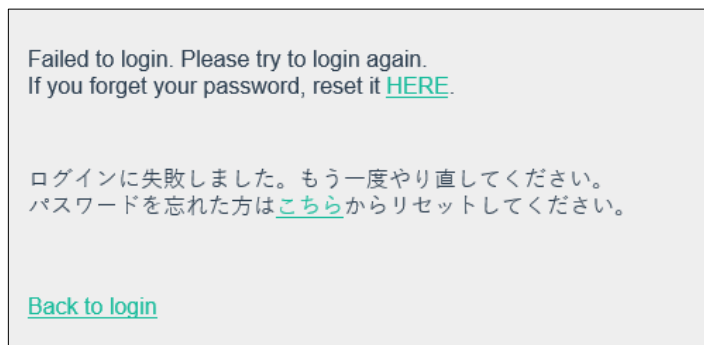 Failed to login. Please try to login again.
If you forget your password, reset it HERE.
ログインに失敗しました。もう一度やり直してください。
パスワードを忘れた方はこちらからリセットしてください。
Back to login